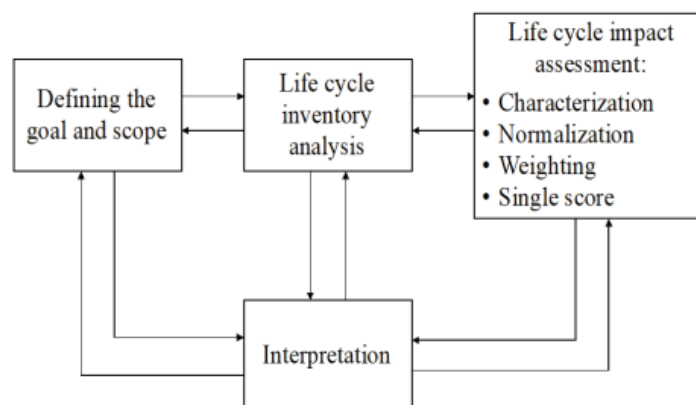 Defining the
goal and scope
Life cycle
inventory
analysis
Life cycle impact
assessment:
• Characterization
• Normalization
• Weighting
• Single score
Interpretation